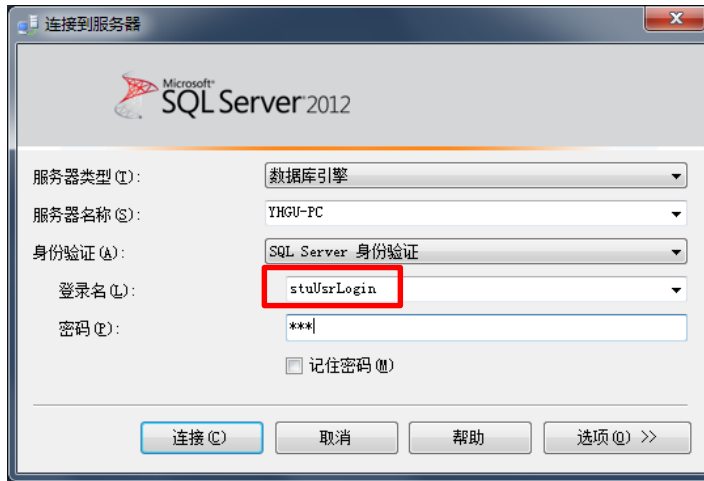 连接到服务器
Microsoft®
SQL Server®2012
服务器类型(T): 数据库引擎
服务器名称(S): YHGU-PC
身份验证(A): SQL Server 身份验证
登录名(L): stuUsrLogin
密码(P): ***
记住密码(M)
连接(C) 取消 帮助 选项(O) >>